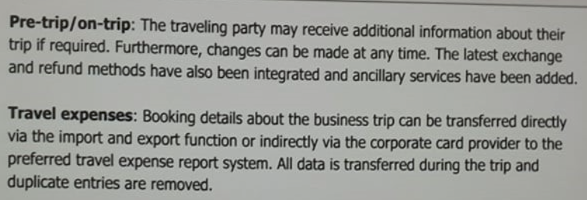 Pre-trip/on-trip: The traveling party may receive additional information about their
trip if required. Furthermore, changes can be made at any time. The latest exchange
and refund methods have also been integrated and ancillary services have been added.
Travel expenses: Booking details about the business trip can be transferred directly
via the import and export function or indirectly via the corporate card provider to the
preferred travel expense report system. All data is transferred during the trip and
duplicate entries are removed.